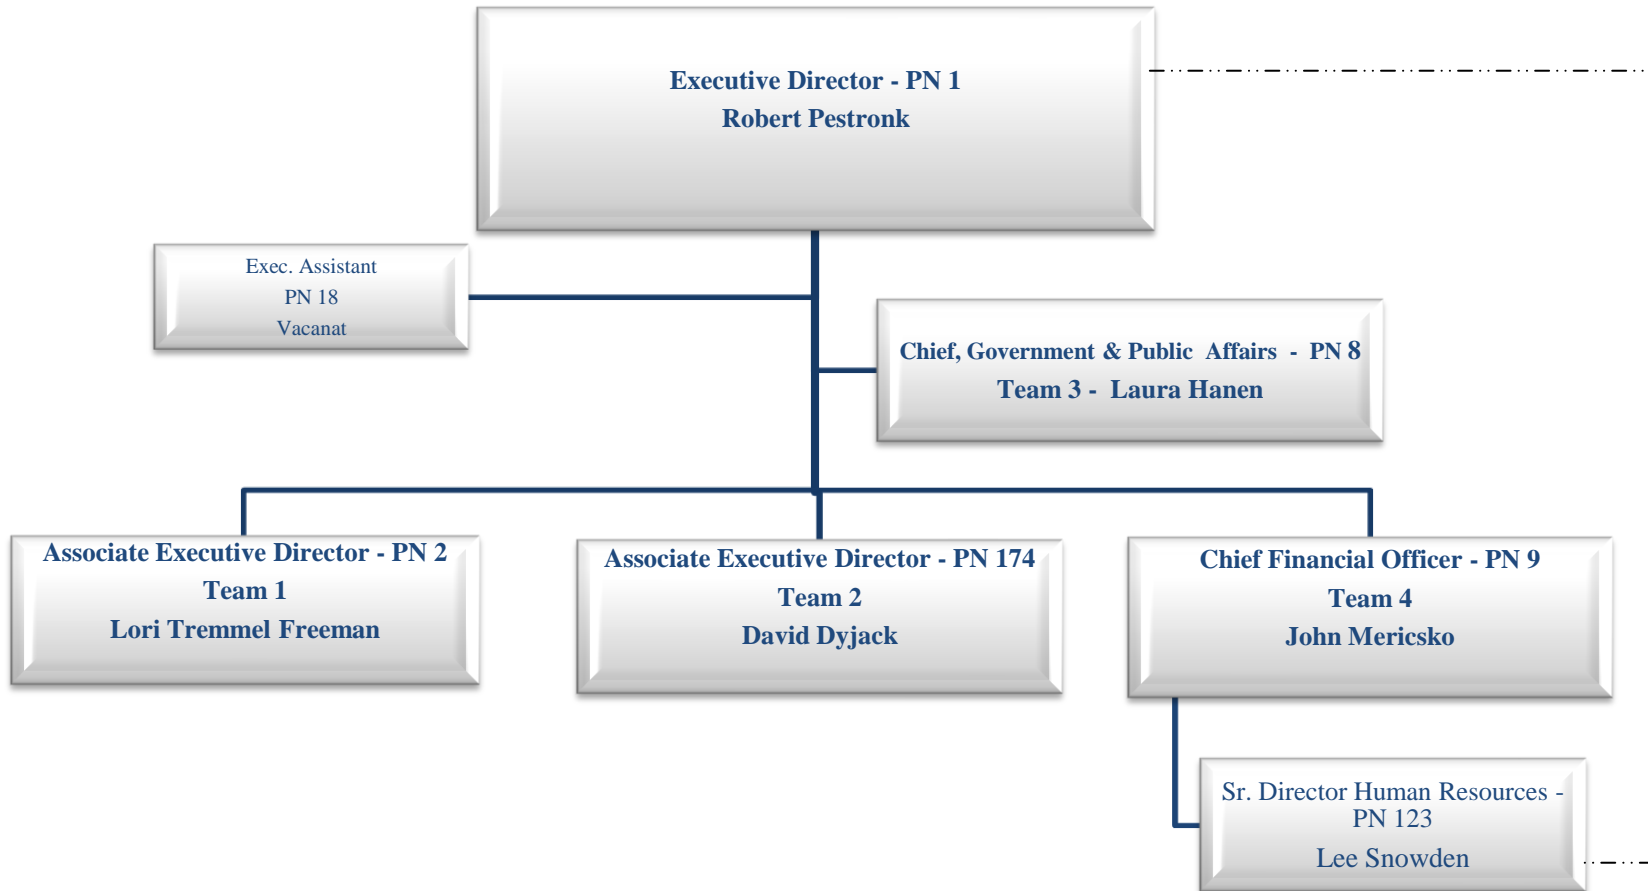 Executive Director - PN 1
Robert Pestronk
Exec. Assistant
PN 18
Vacanat
Chief, Government & Public Affairs - PN 8
Team 3 - Laura Hanen
Associate Executive Director - PN 2
Team 1
Lori Tremmel Freeman
Associate Executive Director - PN 174
Team 2
David Dyjack
Chief Financial Officer - PN 9
Team 4
John Mericsko
Sr. Director Human Resources -
PN 123
Lee Snowden